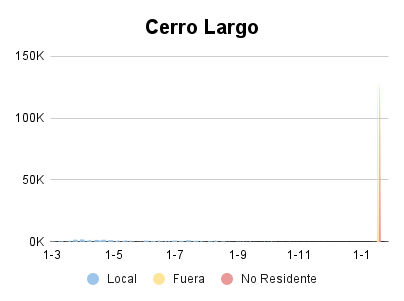 Cerro Largo
150K
100K
50K
0K
1-3 1-5 1-7 1-9 1-11 1-1
Local Fuera No Residente